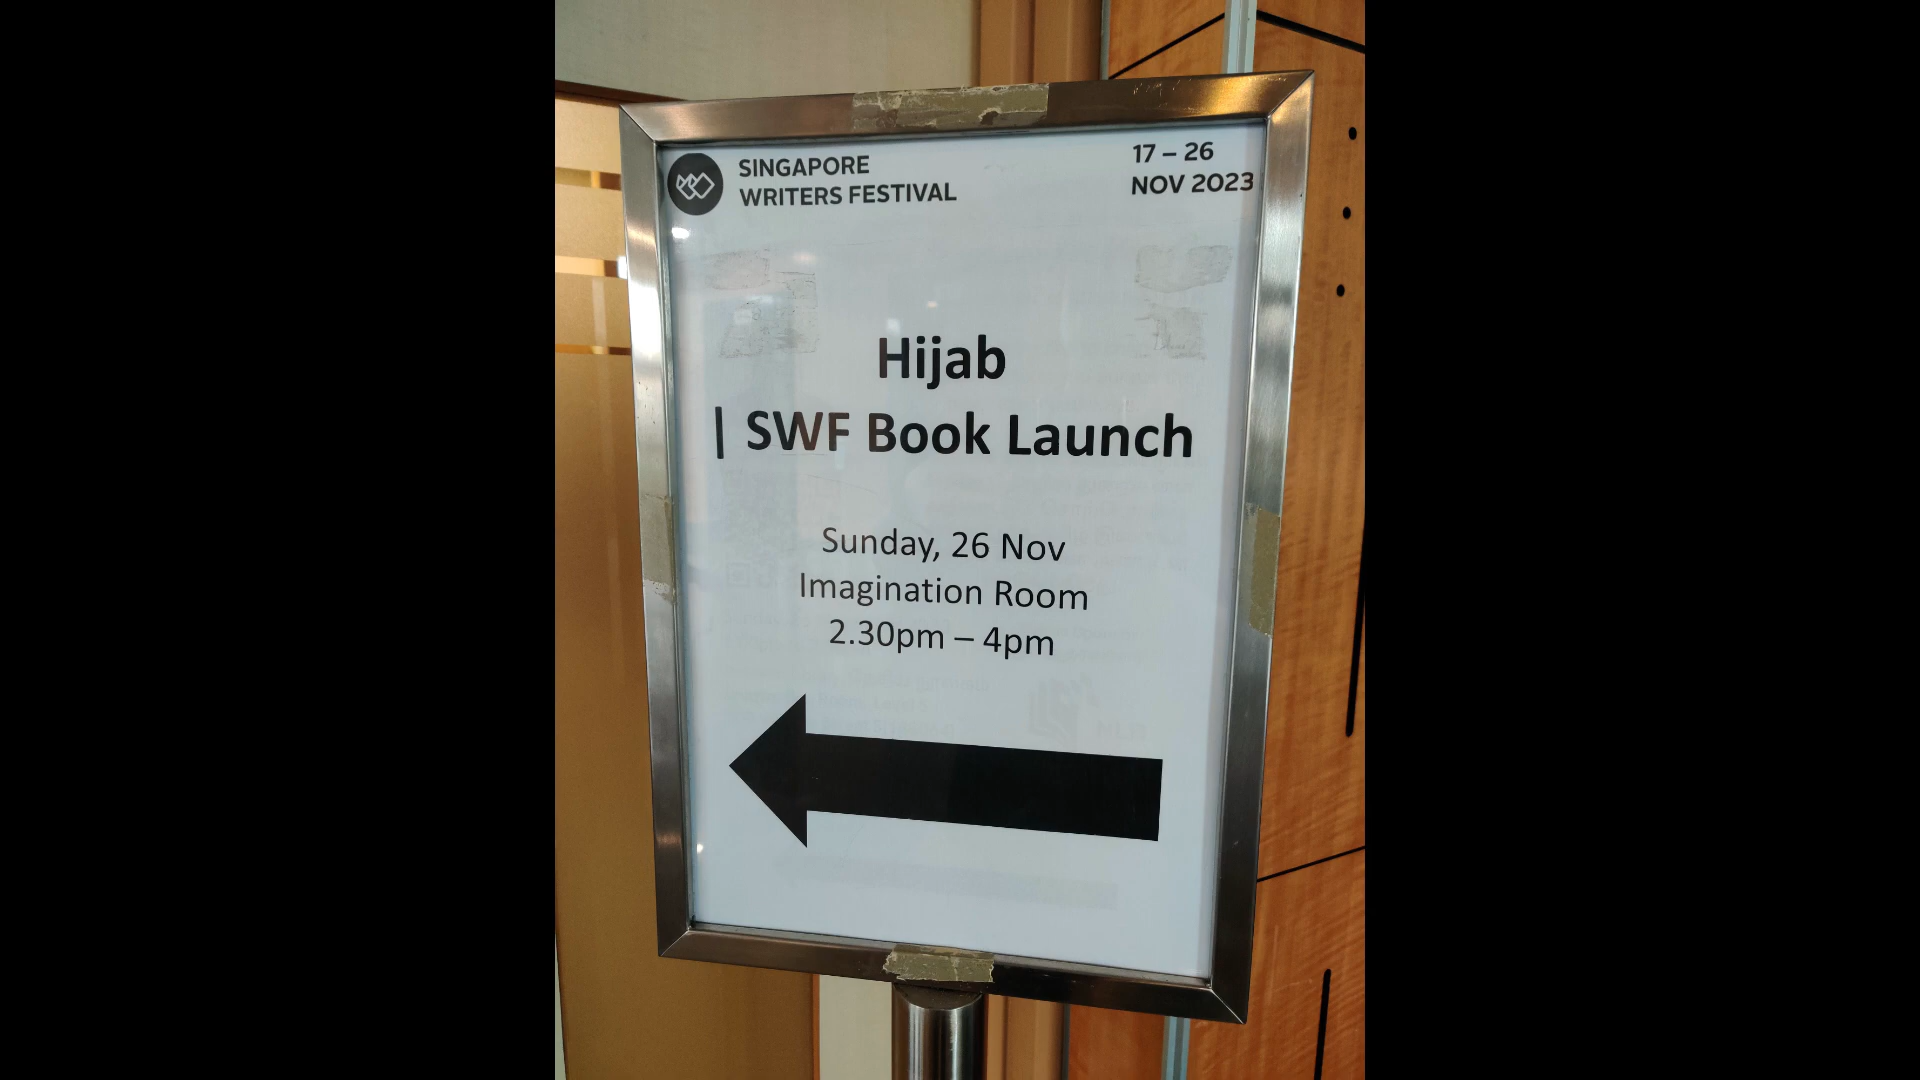 SINGAPORE
WRITERS FESTIVAL
17 – 26
NOV 2023
Hijab
| SWF Book Launch
Sunday, 26 Nov
Imagination Room
2.30pm – 4pm